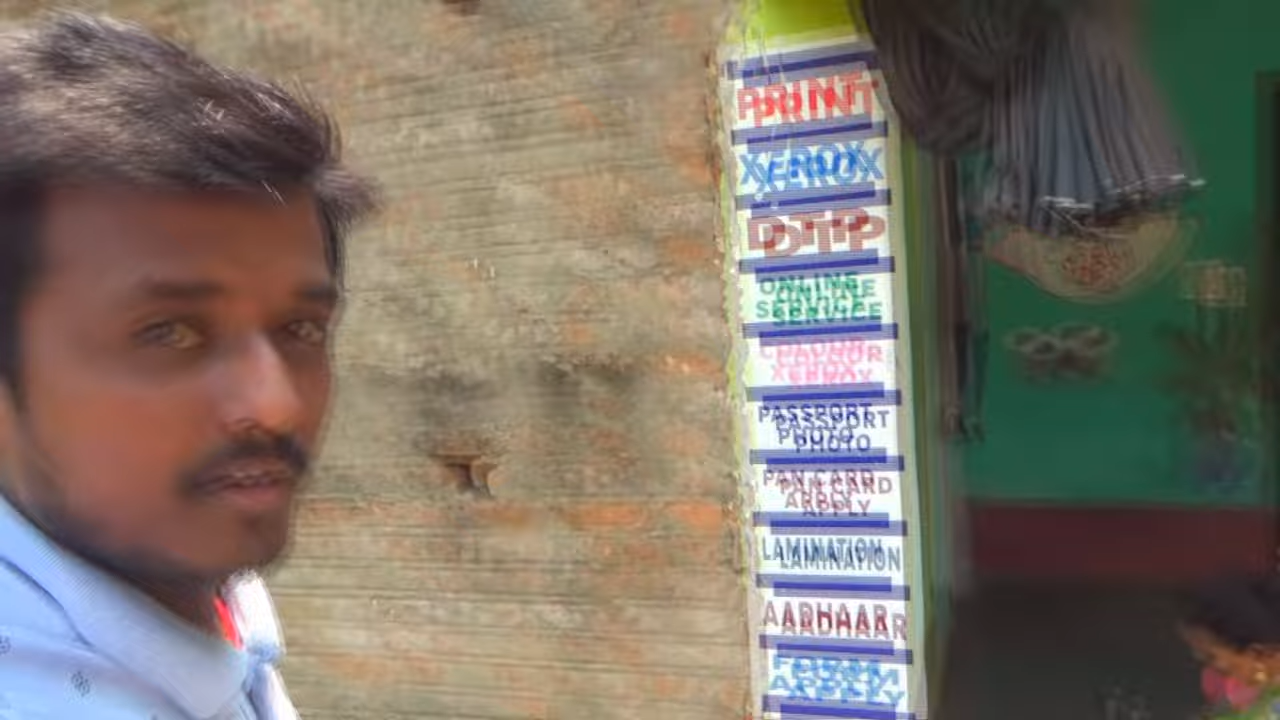 PRINT
XEROX
DTP
ONLINE
SERVICE
COLOUR
XEROX
PASSPORT
PHOTO
PAN CARD
APPLY
LAMINATION
AADHAAR
FORM
APPLY